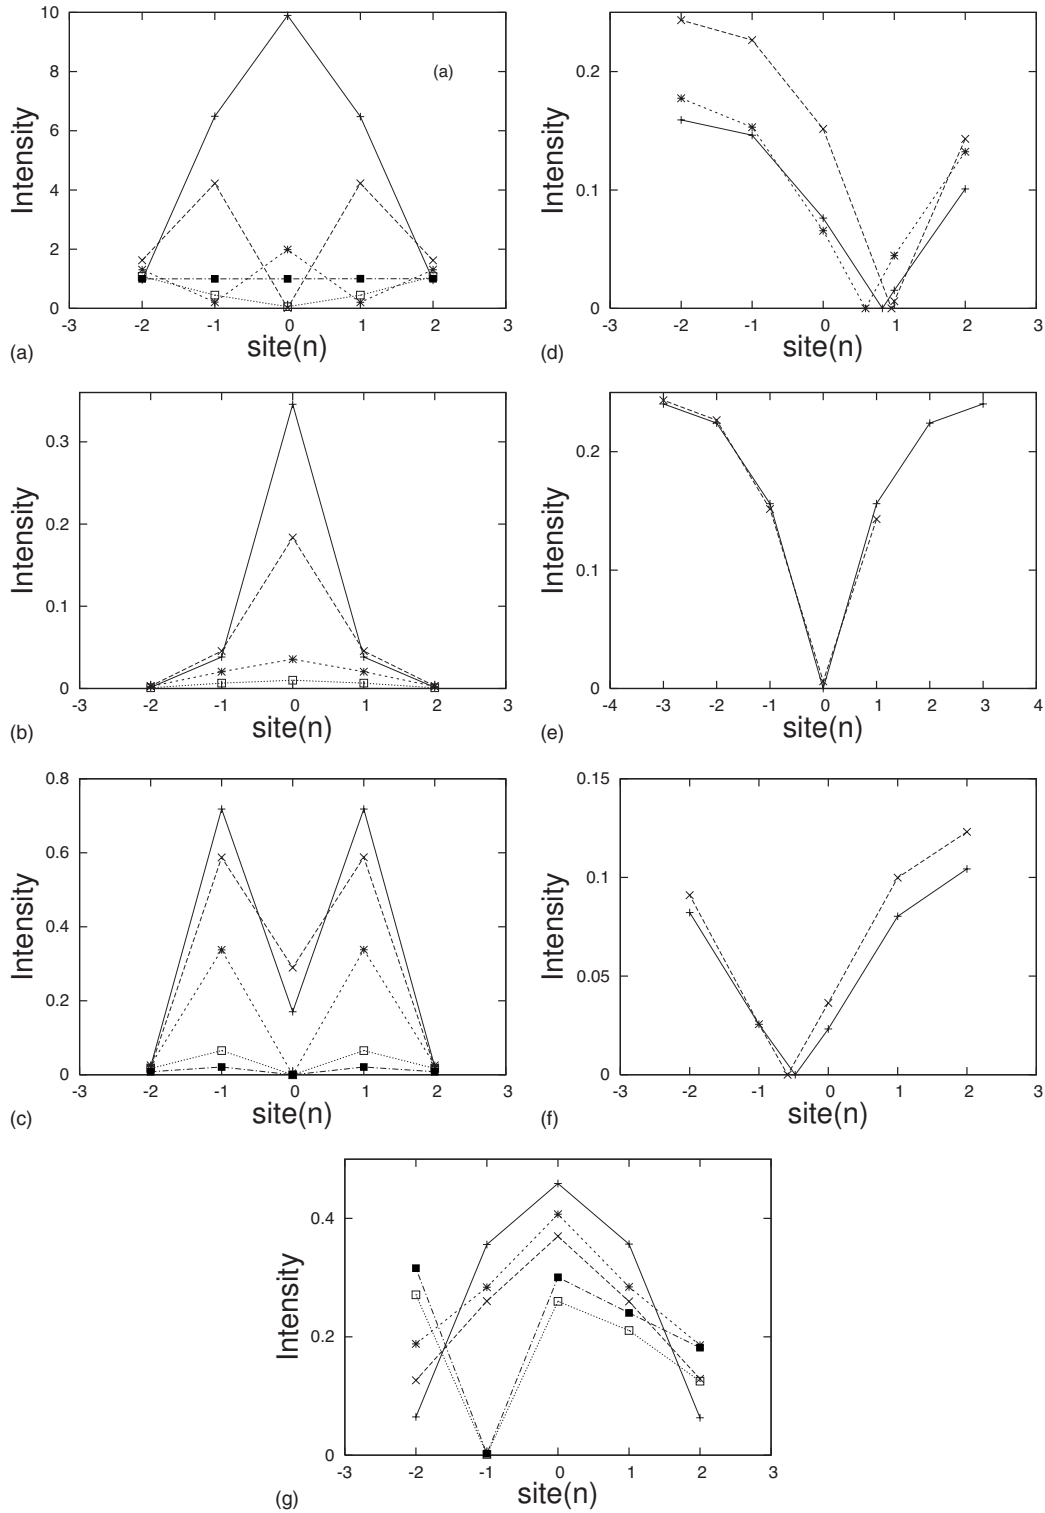 10
8
6
4
2
0
Intensity
(a)
-3 -2 -1 0 1 2 3
site(n)
(a)
0.2
0.1
0
Intensity
-3 -2 -1 0 1 2 3
site(n)
(d)
0.3
0.2
0.1
0
Intensity
-3 -2 -1 0 1 2 3
site(n)
(b)
0.2
0.1
0
Intensity
-4 -3 -2 -1 0 1 2 3 4
site(n)
(e)
0.8
0.6
0.4
0.2
0
Intensity
-3 -2 -1 0 1 2 3
site(n)
(c)
0.15
0.1
0.05
0
Intensity
-3 -2 -1 0 1 2 3
site(n)
(f)
0.4
0.2
0
Intensity
-3 -2 -1 0 1 2 3
site(n)
(g)